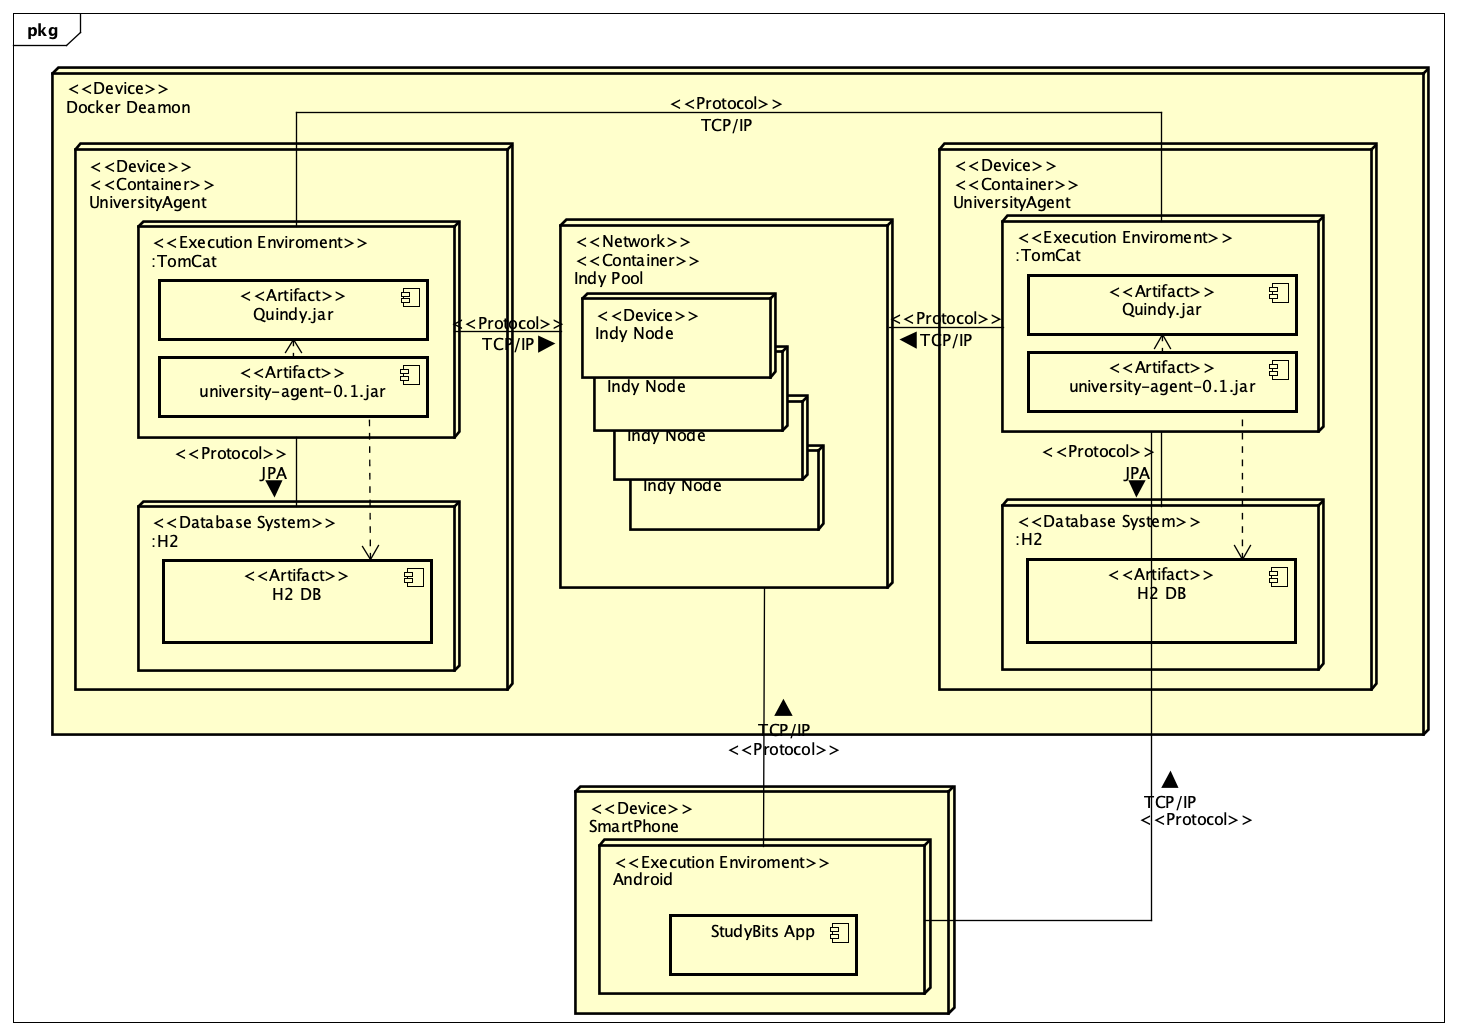 pkg
<<Device>>
Docker Deamon
<<Protocol>>
TCP/IP
<<Device>>
<<Container>>
UniversityAgent
<<Execution Enviroment>>
:TomCat
<<Artifact>>
Quindy.jar
<<Artifact>>
university-agent-0.1.jar
<<Protocol>>
JPA
<<Database System>>
:H2
<<Artifact>>
H2 DB
<<Protocol>>
TCP/IP
<<Network>>
<<Container>>
Indy Pool
<<Device>>
Indy Node
Indy Node
Indy Node
Indy Node
<<Protocol>>
TCP/IP
<<Device>>
<<Container>>
UniversityAgent
<<Execution Enviroment>>
:TomCat
<<Artifact>>
Quindy.jar
<<Artifact>>
university-agent-0.1.jar
<<Protocol>>
JPA
<<Database System>>
:H2
<<Artifact>>
H2 DB
TCP/IP
<<Protocol>>
TCP/IP
<<Protocol>>
<<Device>>
SmartPhone
<<Execution Enviroment>>
Android
StudyBits App